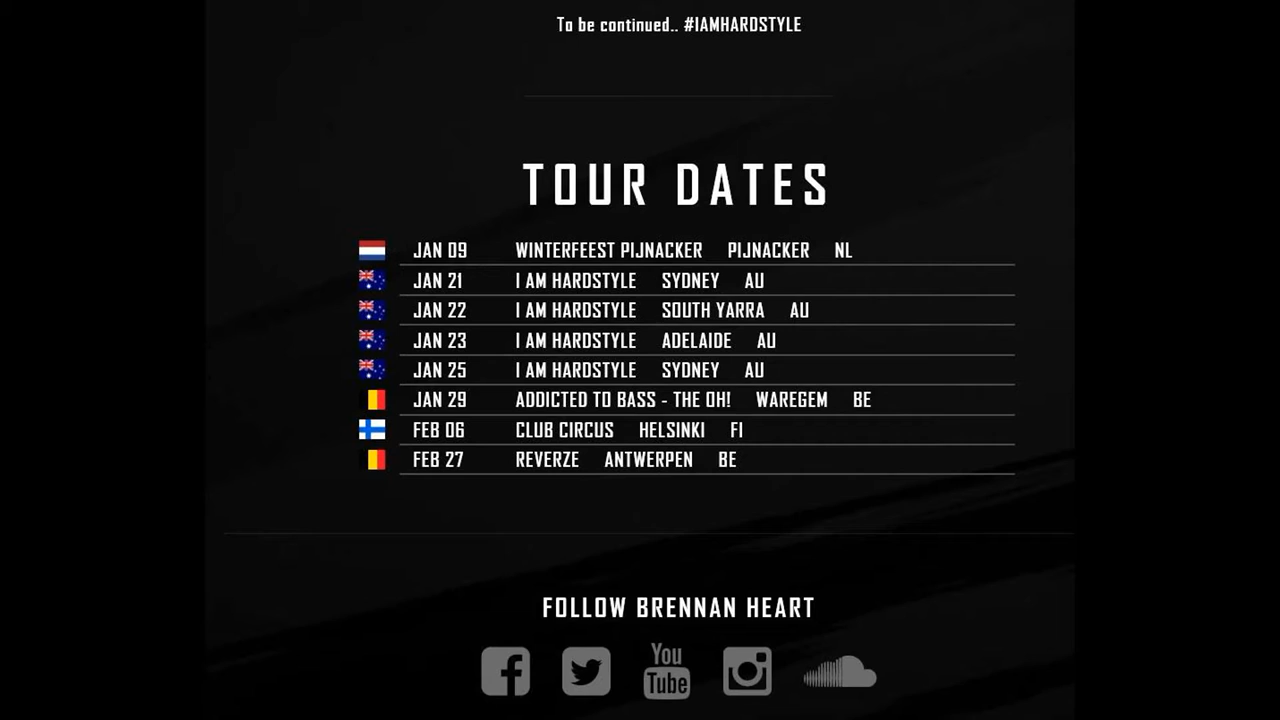 To be continued.. #IAMHARDSTYLE
TOUR DATES
JAN 09 WINTERFEEST PIJNACKER PIJNACKER NL
JAN 21 I AM HARDSTYLE SYDNEY AU
JAN 22 I AM HARDSTYLE SOUTH YARRA AU
JAN 23 I AM HARDSTYLE ADELAIDE AU
JAN 25 I AM HARDSTYLE SYDNEY AU
JAN 29 ADDICTED TO BASS - THE OH! WAREGEM BE
FEB 06 CLUB CIRCUS HELSINKI FI
FEB 27 REVERZE ANTWERPEN BE
FOLLOW BRENNAN HEART
You
Tube